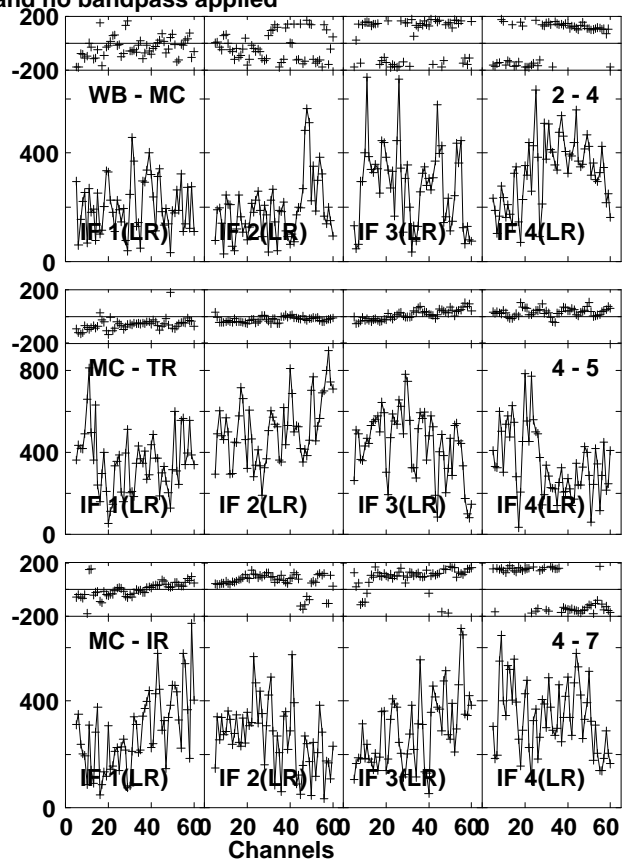 and no bandpass applied
200
-200
WB - MC
2 - 4
400
0
IF 1(LR)
IF 2(LR)
IF 3(LR)
IF 4(LR)
200
-200
MC - TR
4 - 5
800
400
0
IF 1(LR)
IF 2(LR)
IF 3(LR)
IF 4(LR)
200
-200
MC - IR
4 - 7
400
0
IF 1(LR)
IF 2(LR)
IF 3(LR)
IF 4(LR)
0 20 40 60 0 20 40 60 0 20 40 60 0 20 40 60
Channels